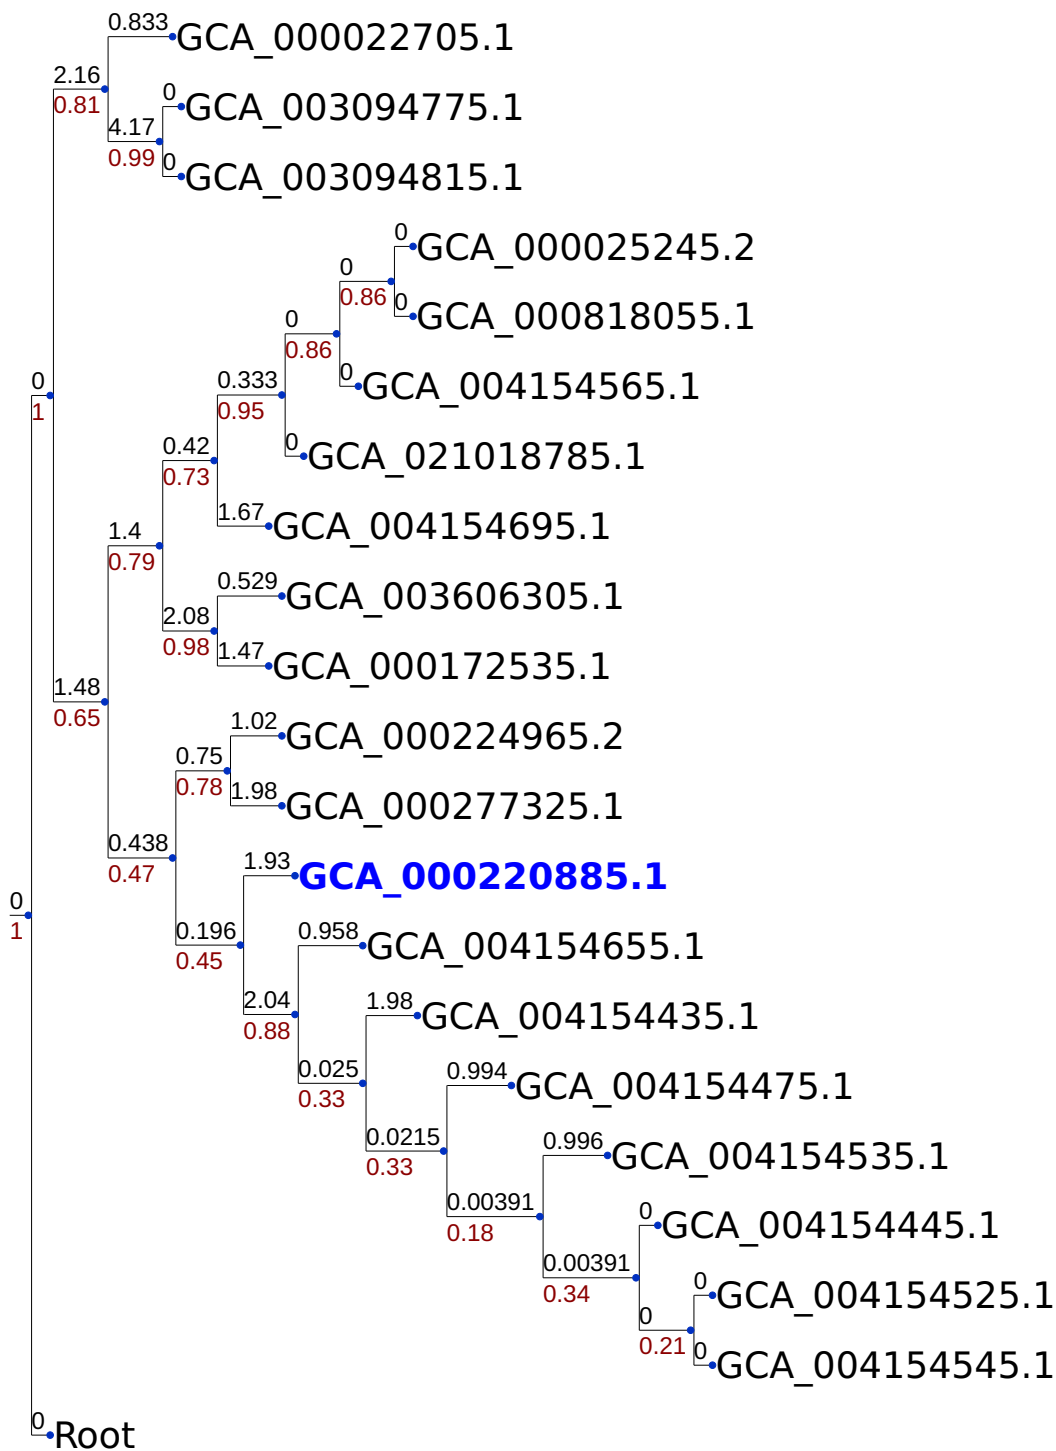 0.833
GCA_000022705.1
2.16
0.81
0
GCA_003094775.1
4.17
0.99
0
GCA_003094815.1
0
GCA_000025245.2
0
0.86
0
GCA_000818055.1
0
0.86
0
GCA_004154565.1
0.333
0.95
0
1
0
GCA_021018785.1
0.42
0.73
1.67
GCA_004154695.1
1.4
0.79
0.529
GCA_003606305.1
2.08
0.98
1.47
GCA_000172535.1
1.48
0.65
1.02
GCA_000224965.2
0.75
0.78
1.98
GCA_000277325.1
0.438
0.47
1.93
GCA_000220885.1
0
1
0.196
0.45
0.958
GCA_004154655.1
2.04
0.88
1.98
GCA_004154435.1
0.025
0.33
0.994
GCA_004154475.1
0.0215
0.33
0.996
GCA_004154535.1
0.00391
0.18
0
GCA_004154445.1
0.00391
0.34
0
GCA_004154525.1
0
0.21
0
GCA_004154545.1
0
Root